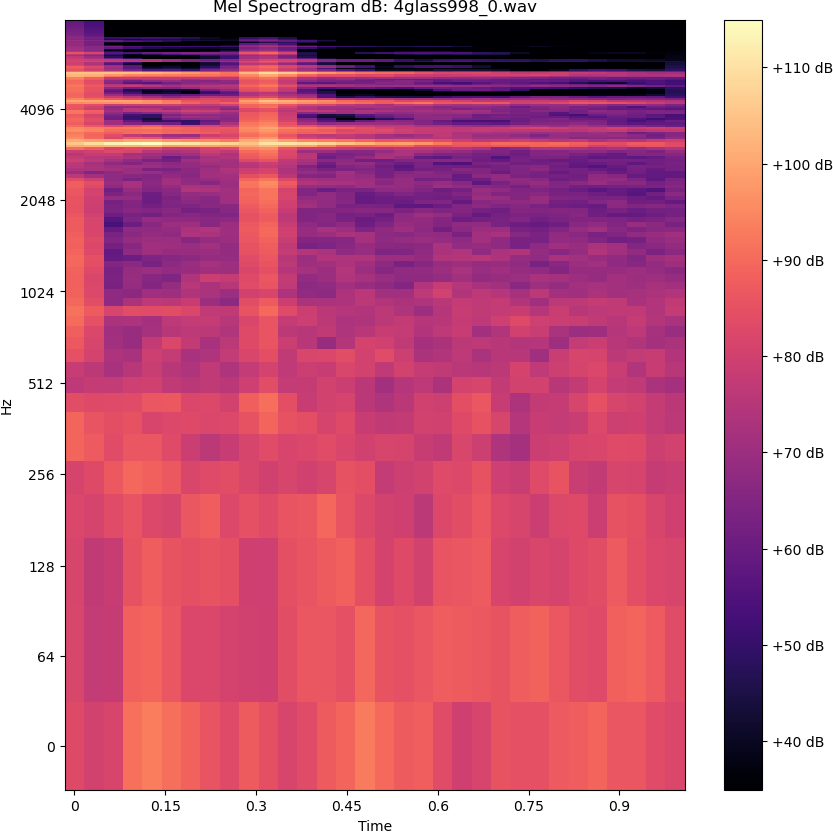 Mel Spectrogram dB: 4glass998_0.wav
4096
2048
1024
512
256
128
64
0
Hz
0 0.15 0.3 0.45 0.6 0.75 0.9
Time
+110 dB
+100 dB
+90 dB
+80 dB
+70 dB
+60 dB
+50 dB
+40 dB